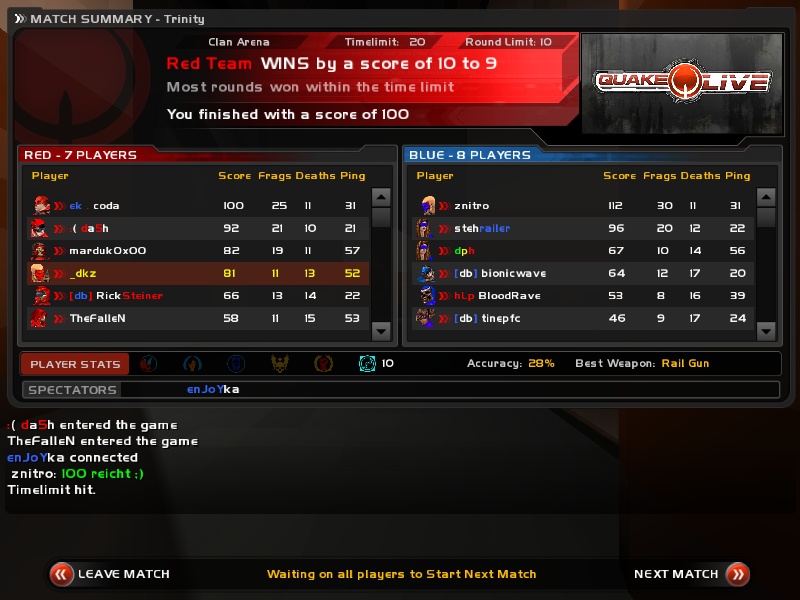 MATCH SUMMARY - Trinity
Clan Arena Timelimit: 20 Round Limit: 10
Red Team WINS by a score of 10 to 9
Most rounds won within the time limit
You finished with a score of 100
QUAKE LIVE
RED - 7 PLAYERS
Player Score Frags Deaths Ping
ek . coda 100 25 11 31
:( da5h 92 21 10 21
mardukOxOO 82 19 11 57
_dkz 81 11 13 52
[db] RickSteiner 66 13 14 22
TheFalleN 58 11 15 53
BLUE - 8 PLAYERS
Player Score Frags Deaths Ping
znitro 112 30 11 31
stehrailer 96 20 12 22
dph 67 10 14 56
[db] bionicwave 64 12 17 20
hLp BloodRave 53 8 16 39
[db] tinepfc 46 9 17 24
PLAYER STATS 10 Accuracy: 28% Best Weapon: Rail Gun
SPECTATORS enJoYka
:( da5h entered the game
TheFalleN entered the game
enJoYka connected
znitro: 100 reicht ;)
Timelimit hit.
LEAVE MATCH Waiting on all players to Start Next Match NEXT MATCH